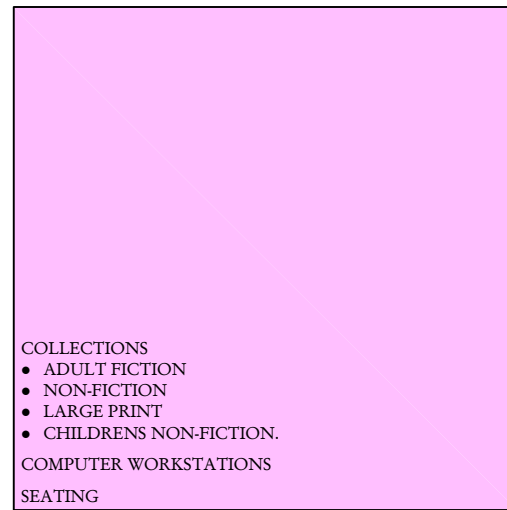 COLLECTIONS
● ADULT FICTION
● NON-FICTION
● LARGE PRINT
● CHILDRENS NON-FICTION.
COMPUTER WORKSTATIONS
SEATING